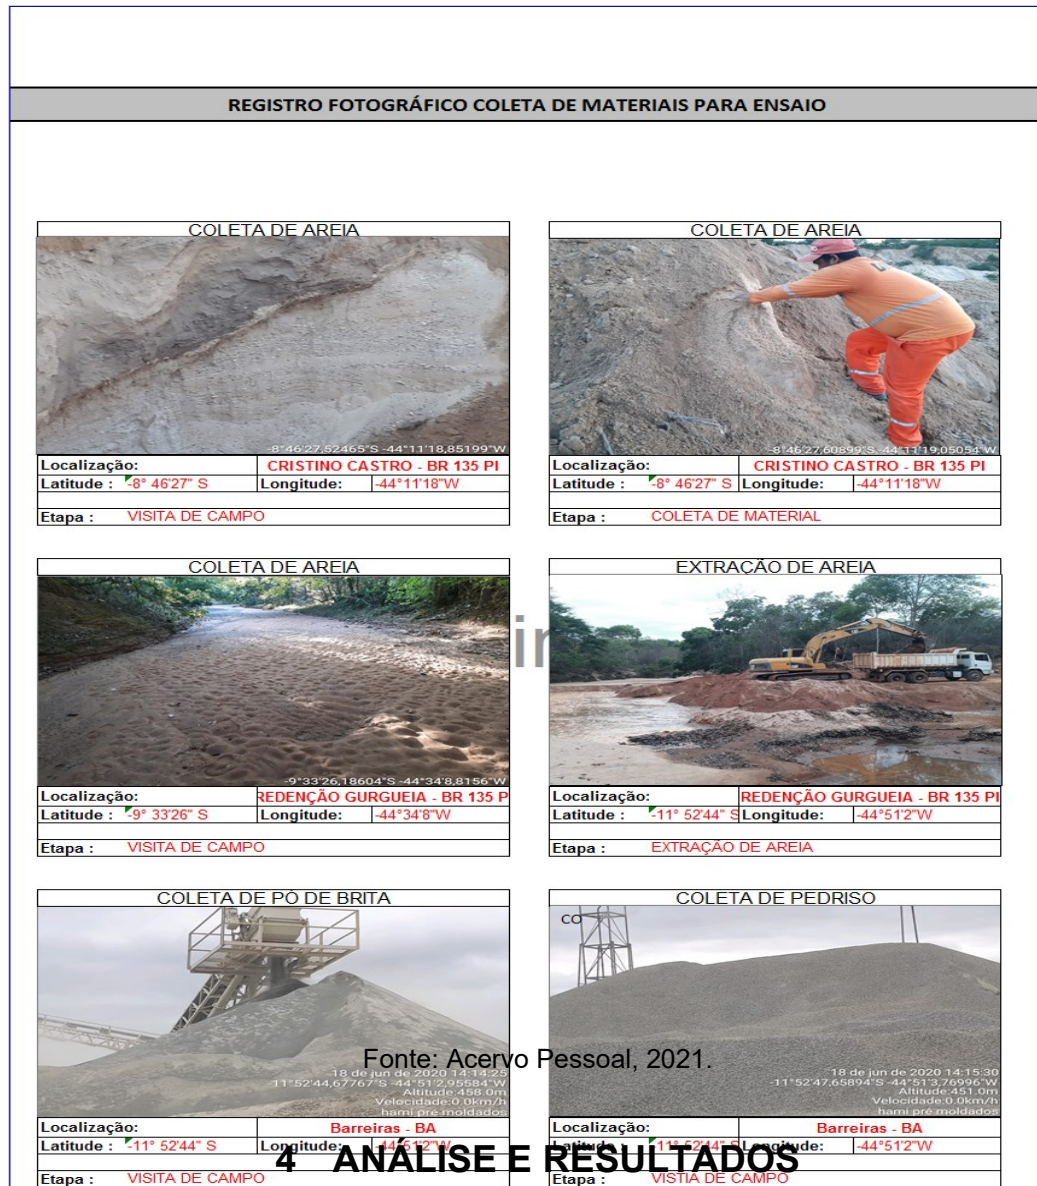 REGISTRO FOTOGRÁFICO COLETA DE MATERIAIS PARA ENSAIO
COLETA DE AREIA
-8°46'27,52465"S -44°11'18,85199"W
Localização: CRISTINO CASTRO - BR 135 PI
Latitude : -8° 46'27" S Longitude: -44°11'18"W
Etapa : VISITA DE CAMPO
COLETA DE AREIA
-8°46'27,60899"S -44°11'19,05054"W
Localização: CRISTINO CASTRO - BR 135 PI
Latitude : -8° 46'27" S Longitude: -44°11'18"W
Etapa : COLETA DE MATERIAL
COLETA DE AREIA
-9°33'26,18604"S -44°34'8,8156"W
Localização: REDENÇÃO GURGUEIA - BR 135 P
Latitude : -9° 33'26" S Longitude: -44°34'8"W
Etapa : VISITA DE CAMPO
EXTRAÇÃO DE AREIA
Localização: REDENÇÃO GURGUEIA - BR 135 PI
Latitude : -11° 52'44" S Longitude: -44°51'2"W
Etapa : EXTRAÇÃO DE AREIA
COLETA DE PÓ DE BRITA
18 de jun de 2020 14:14:25
-11°52'44,67767"S -44°51'2,95584"W
Altitude:458.0m
Velocidade:0.0km/h
hami pré moldados
Localização: Barreiras - BA
Latitude : -11° 52'44" S Longitude: -44°51'2"W
Etapa : VISITA DE CAMPO
COLETA DE PEDRISO
CO
18 de jun de 2020 14:15:30
-11°52'47,65894"S -44°51'3,76996"W
Altitude:451.0m
Velocidade:0.0km/h
hami pré moldados
Localização: Barreiras - BA
Latitude : -11° 52'44" S Longitude: -44°51'2"W
Etapa : VISTIA DE CAMPO
Fonte: Acervo Pessoal, 2021.
4 ANÁLISE E RESULTADOS